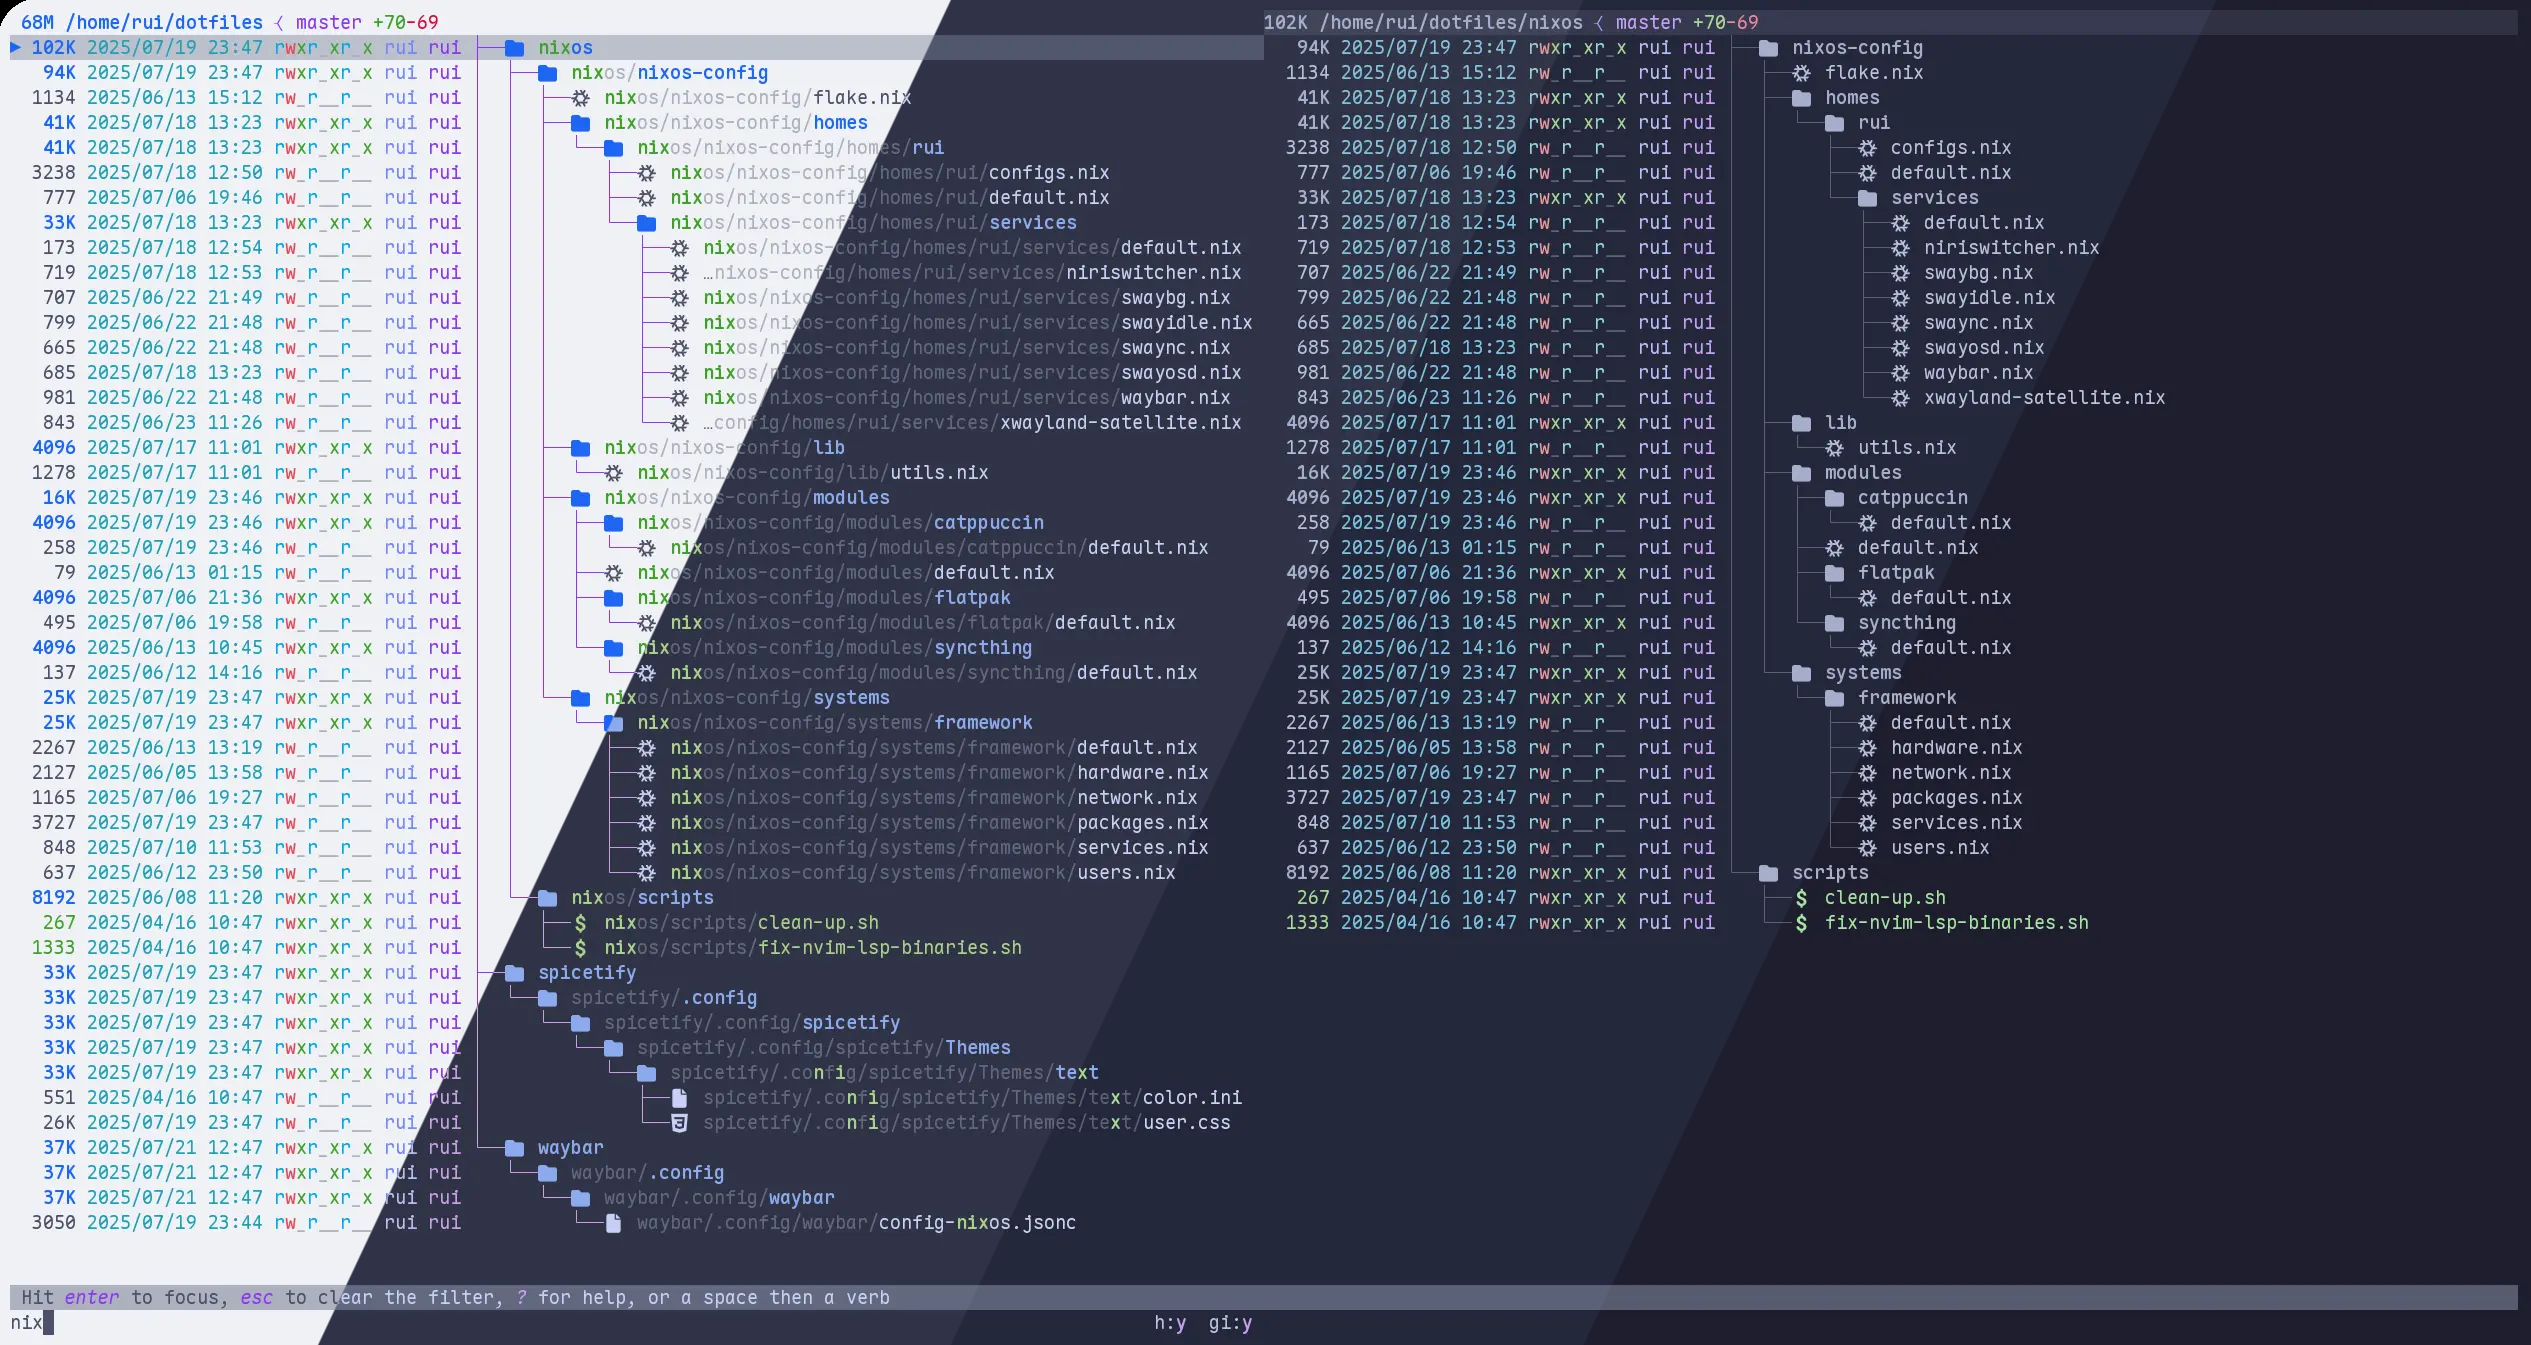 68M /home/rui/dotfiles master +70-69
▶ 102K 2025/07/19 23:47 rwxr_xr_x rui rui nixos
94K 2025/07/19 23:47 rwxr_xr_x rui rui nixos/nixos-config
1134 2025/06/13 15:12 rw_r__r__ rui rui nixos/nixos-config/flake.nix
41K 2025/07/18 13:23 rwxr_xr_x rui rui nixos/nixos-config/homes
41K 2025/07/18 13:23 rwxr_xr_x rui rui nixos/nixos-config/homes/rui
3238 2025/07/18 12:50 rw_r__r__ rui rui nixos/nixos-config/homes/rui/configs.nix
777 2025/07/06 19:46 rw_r__r__ rui rui nixos/nixos-config/homes/rui/default.nix
33K 2025/07/18 13:23 rwxr_xr_x rui rui nixos/nixos-config/homes/rui/services
173 2025/07/18 12:54 rw_r__r__ rui rui nixos/nixos-config/homes/rui/services/default.nix
719 2025/07/18 12:53 rw_r__r__ rui rui …nixos-config/homes/rui/services/niriswitcher.nix
707 2025/06/22 21:49 rw_r__r__ rui rui nixos/nixos-config/homes/rui/services/swaybg.nix
799 2025/06/22 21:48 rw_r__r__ rui rui nixos/nixos-config/homes/rui/services/swayidle.nix
665 2025/06/22 21:48 rw_r__r__ rui rui nixos/nixos-config/homes/rui/services/swaync.nix
685 2025/07/18 13:23 rw_r__r__ rui rui nixos/nixos-config/homes/rui/services/swayosd.nix
981 2025/06/22 21:48 rw_r__r__ rui rui nixos/nixos-config/homes/rui/services/waybar.nix
843 2025/06/23 11:26 rw_r__r__ rui rui …config/homes/rui/services/xwayland-satellite.nix
4096 2025/07/17 11:01 rwxr_xr_x rui rui nixos/nixos-config/lib
1278 2025/07/17 11:01 rw_r__r__ rui rui nixos/nixos-config/lib/utils.nix
16K 2025/07/19 23:46 rwxr_xr_x rui rui nixos/nixos-config/modules
4096 2025/07/19 23:46 rwxr_xr_x rui rui nixos/nixos-config/modules/catppuccin
258 2025/07/19 23:46 rw_r__r__ rui rui nixos/nixos-config/modules/catppuccin/default.nix
79 2025/06/13 01:15 rw_r__r__ rui rui nixos/nixos-config/modules/default.nix
4096 2025/07/06 21:36 rwxr_xr_x rui rui nixos/nixos-config/modules/flatpak
495 2025/07/06 19:58 rw_r__r__ rui rui nixos/nixos-config/modules/flatpak/default.nix
4096 2025/06/13 10:45 rwxr_xr_x rui rui nixos/nixos-config/modules/syncthing
137 2025/06/12 14:16 rw_r__r__ rui rui nixos/nixos-config/modules/syncthing/default.nix
25K 2025/07/19 23:47 rwxr_xr_x rui rui nixos/nixos-config/systems
25K 2025/07/19 23:47 rwxr_xr_x rui rui nixos/nixos-config/systems/framework
2267 2025/06/13 13:19 rw_r__r__ rui rui nixos/nixos-config/systems/framework/default.nix
2127 2025/06/05 13:58 rw_r__r__ rui rui nixos/nixos-config/systems/framework/hardware.nix
1165 2025/07/06 19:27 rw_r__r__ rui rui nixos/nixos-config/systems/framework/network.nix
3727 2025/07/19 23:47 rw_r__r__ rui rui nixos/nixos-config/systems/framework/packages.nix
848 2025/07/10 11:53 rw_r__r__ rui rui nixos/nixos-config/systems/framework/services.nix
637 2025/06/12 23:50 rw_r__r__ rui rui nixos/nixos-config/systems/framework/users.nix
8192 2025/06/08 11:20 rwxr_xr_x rui rui nixos/scripts
267 2025/04/16 10:47 rwxr_xr_x rui rui $ nixos/scripts/clean-up.sh
1333 2025/04/16 10:47 rwxr_xr_x rui rui $ nixos/scripts/fix-nvim-lsp-binaries.sh
33K 2025/07/19 23:47 rwxr_xr_x rui rui spicetify
33K 2025/07/19 23:47 rwxr_xr_x rui rui spicetify/.config
33K 2025/07/19 23:47 rwxr_xr_x rui rui spicetify/.config/spicetify
33K 2025/07/19 23:47 rwxr_xr_x rui rui spicetify/.config/spicetify/Themes
33K 2025/07/19 23:47 rwxr_xr_x rui rui spicetify/.config/spicetify/Themes/text
551 2025/04/16 10:47 rw_r__r__ rui rui spicetify/.config/spicetify/Themes/text/color.ini
26K 2025/07/19 23:47 rw_r__r__ rui rui spicetify/.config/spicetify/Themes/text/user.css
37K 2025/07/21 12:47 rwxr_xr_x rui rui waybar
37K 2025/07/21 12:47 rwxr_xr_x rui rui waybar/.config
37K 2025/07/21 12:47 rwxr_xr_x rui rui waybar/.config/waybar
3050 2025/07/19 23:44 rw_r__r__ rui rui waybar/.config/waybar/config-nixos.jsonc
102K /home/rui/dotfiles/nixos master +70-69
94K 2025/07/19 23:47 rwxr_xr_x rui rui nixos-config
1134 2025/06/13 15:12 rw_r__r__ rui rui flake.nix
41K 2025/07/18 13:23 rwxr_xr_x rui rui homes
41K 2025/07/18 13:23 rwxr_xr_x rui rui rui
3238 2025/07/18 12:50 rw_r__r__ rui rui configs.nix
777 2025/07/06 19:46 rw_r__r__ rui rui default.nix
33K 2025/07/18 13:23 rwxr_xr_x rui rui services
173 2025/07/18 12:54 rw_r__r__ rui rui default.nix
719 2025/07/18 12:53 rw_r__r__ rui rui niriswitcher.nix
707 2025/06/22 21:49 rw_r__r__ rui rui swaybg.nix
799 2025/06/22 21:48 rw_r__r__ rui rui swayidle.nix
665 2025/06/22 21:48 rw_r__r__ rui rui swaync.nix
685 2025/07/18 13:23 rw_r__r__ rui rui swayosd.nix
981 2025/06/22 21:48 rw_r__r__ rui rui waybar.nix
843 2025/06/23 11:26 rw_r__r__ rui rui xwayland-satellite.nix
4096 2025/07/17 11:01 rwxr_xr_x rui rui lib
1278 2025/07/17 11:01 rw_r__r__ rui rui utils.nix
16K 2025/07/19 23:46 rwxr_xr_x rui rui modules
4096 2025/07/19 23:46 rwxr_xr_x rui rui catppuccin
258 2025/07/19 23:46 rw_r__r__ rui rui default.nix
79 2025/06/13 01:15 rw_r__r__ rui rui default.nix
4096 2025/07/06 21:36 rwxr_xr_x rui rui flatpak
495 2025/07/06 19:58 rw_r__r__ rui rui default.nix
4096 2025/06/13 10:45 rwxr_xr_x rui rui syncthing
137 2025/06/12 14:16 rw_r__r__ rui rui default.nix
25K 2025/07/19 23:47 rwxr_xr_x rui rui systems
25K 2025/07/19 23:47 rwxr_xr_x rui rui framework
2267 2025/06/13 13:19 rw_r__r__ rui rui default.nix
2127 2025/06/05 13:58 rw_r__r__ rui rui hardware.nix
1165 2025/07/06 19:27 rw_r__r__ rui rui network.nix
3727 2025/07/19 23:47 rw_r__r__ rui rui packages.nix
848 2025/07/10 11:53 rw_r__r__ rui rui services.nix
637 2025/06/12 23:50 rw_r__r__ rui rui users.nix
8192 2025/06/08 11:20 rwxr_xr_x rui rui scripts
267 2025/04/16 10:47 rwxr_xr_x rui rui $ clean-up.sh
1333 2025/04/16 10:47 rwxr_xr_x rui rui $ fix-nvim-lsp-binaries.sh
Hit enter to focus, esc to clear the filter, ? for help, or a space then a verb
nix h:y gi:y